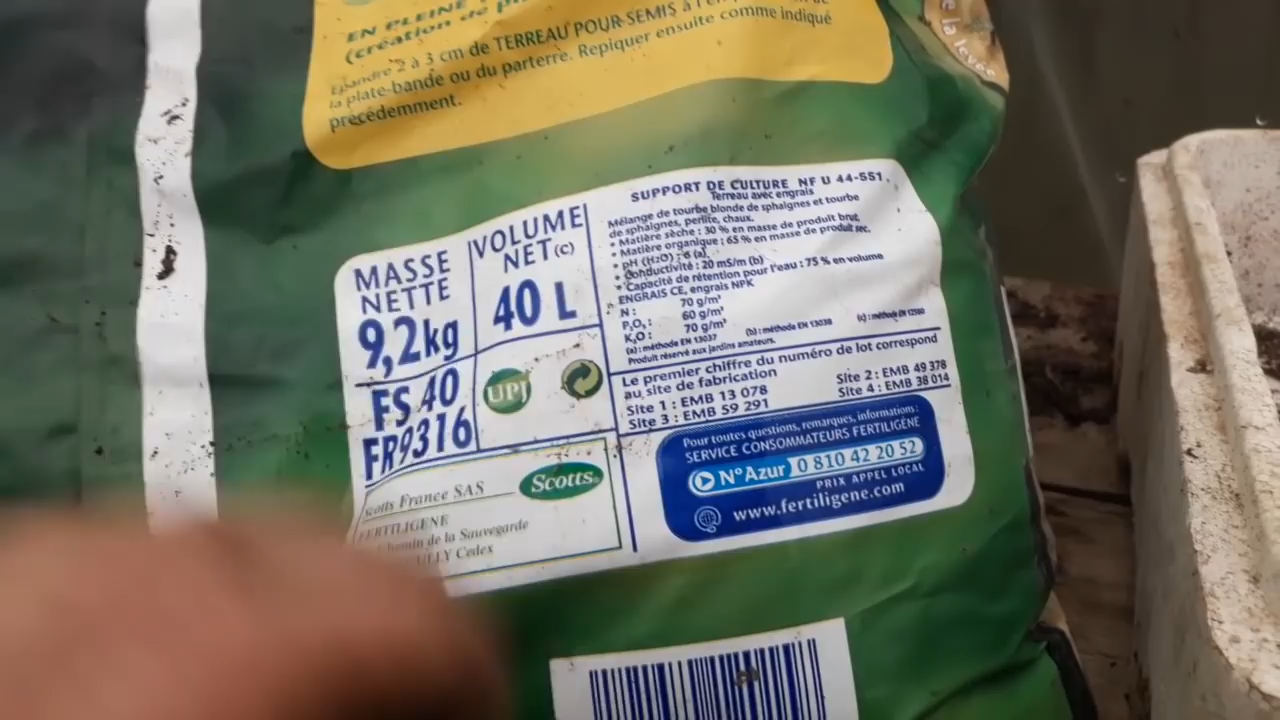 EN PLEINE
(création de
Epandre 2 à 3 cm de TERREAU POUR SEMIS à l'
la plate-bande ou du parterre. Repiquer ensuite comme indiqué
précédemment.
de la levée
MASSE
NETTE
9,2kg
VOLUME
NET (C)
40 L
FS 40
FR9316
UPJ
Scotts France SAS
Scotts
FERTILIGENE
Chemin de la Sauvegarde
ULLY Cedex
SUPPORT DE CULTURE NF U 44-551.
Terreau avec engrais
Mélange de tourbe blonde de sphaignes et tourbe
de sphaignes, perlite, chaux.
• Matière sèche : 30 % en masse de produit brut.
• Matière organique : 65 % en masse de produit sec.
• pH (H2O) : 6 (a).
• Conductivité : 20 mS/m (b)
• Capacité de rétention pour l'eau : 75 % en volume
ENGRAIS CE, engrais NPK
N : 70 g/m³
P₂O₅ : 60 g/m³
K₂O : 70 g/m³
(a) : méthode EN 13037 (b) : méthode EN 13038 (c) : méthode EN 12580
Produit réservé aux jardins amateurs.
Le premier chiffre du numéro de lot correspond
au site de fabrication
Site 1 : EMB 13 078 Site 2 : EMB 49 378
Site 3 : EMB 59 291 Site 4 : EMB 38 014
Pour toutes questions, remarques, informations :
SERVICE CONSOMMATEURS FERTILIGÈNE
N° Azur 0 810 42 20 52
PRIX APPEL LOCAL
www.fertiligene.com